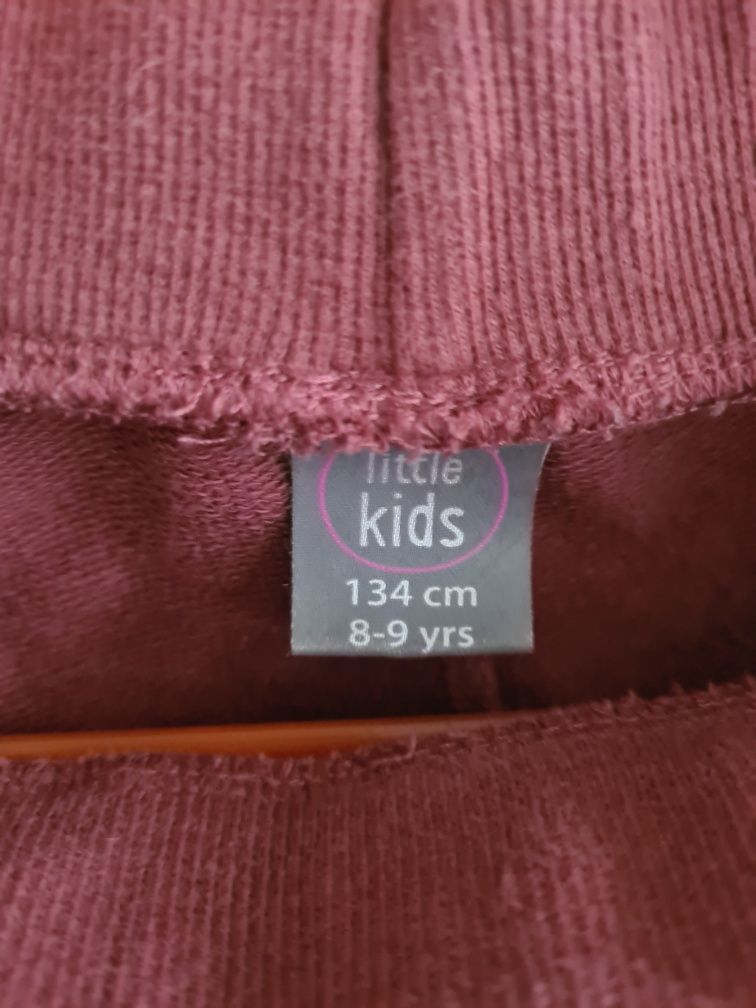 little
kids
134 cm
8-9 yrs